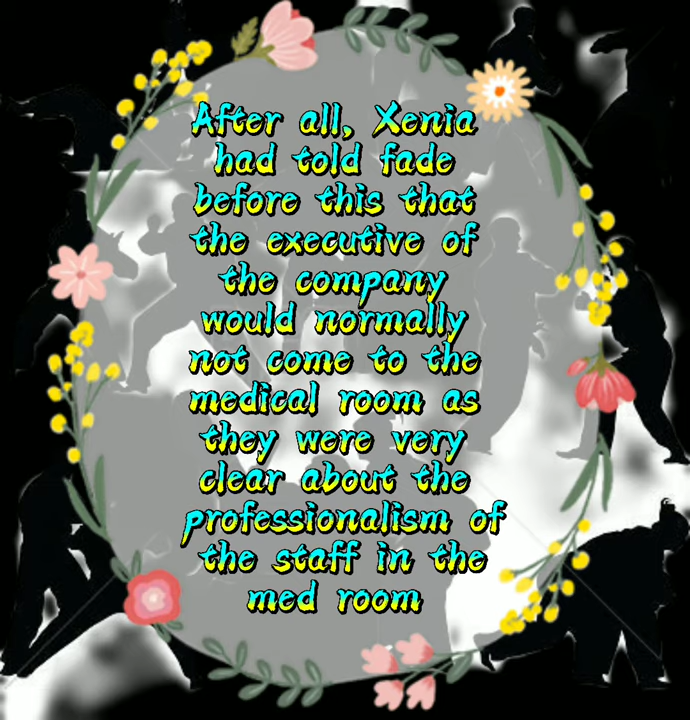 After all, Xenia
had told fade
before this that
the executive of
the company
would normally
not come to the
medical room as
they were very
clear about the
professionalism of
the staff in the
med room